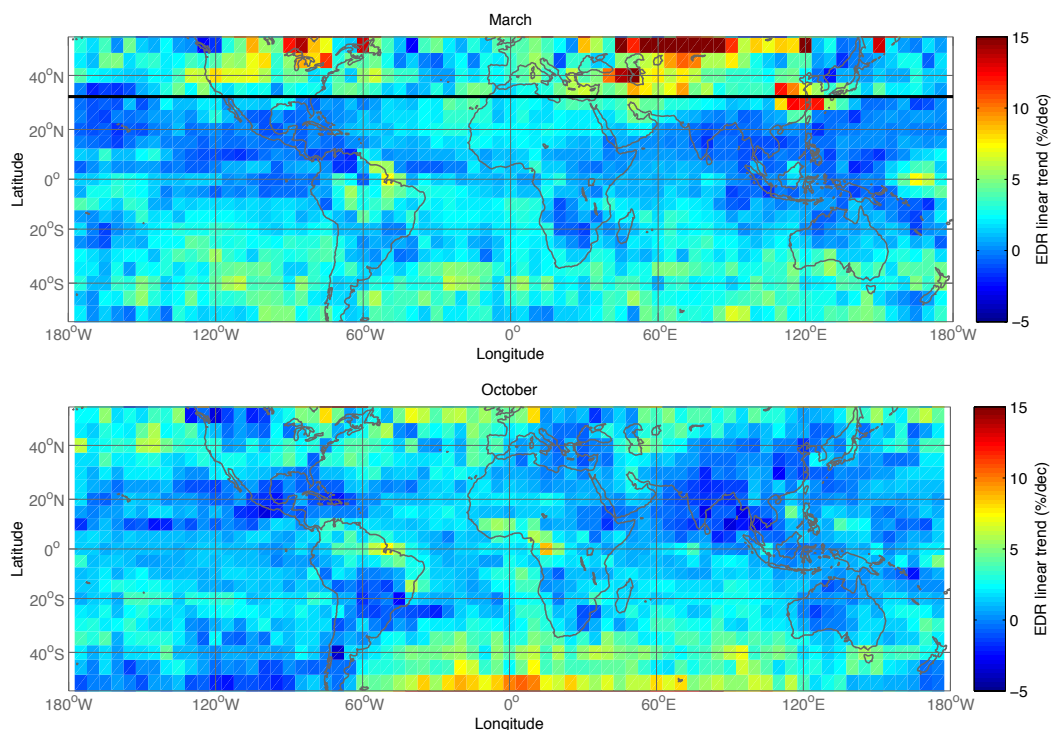 March
Latitude
40°N
20°N
0°
20°S
40°S
180°W 120°W 60°W 0° 60°E 120°E 180°W
Longitude
15
10
5
0
−5
EDR linear trend (%/dec)
October
Latitude
40°N
20°N
0°
20°S
40°S
180°W 120°W 60°W 0° 60°E 120°E 180°W
Longitude
15
10
5
0
−5
EDR linear trend (%/dec)